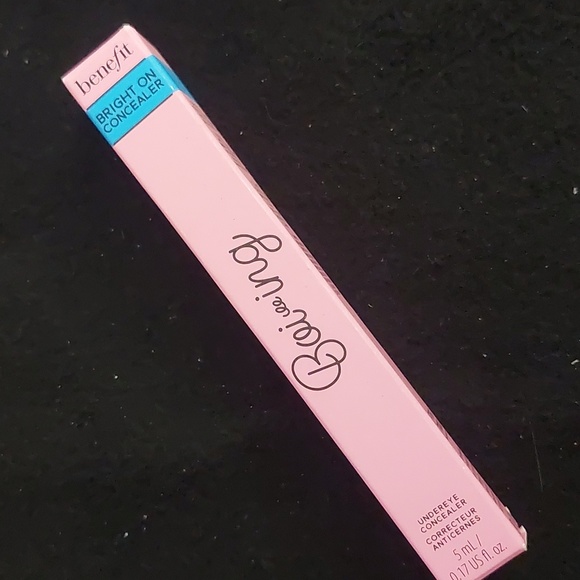 benefit
BRIGHT ON
CONCEALER
Boi-ing
UNDEREYE
CONCEALER
CORRECTEUR
ANTICERNES
5 mL /
0.17 US fl. oz.